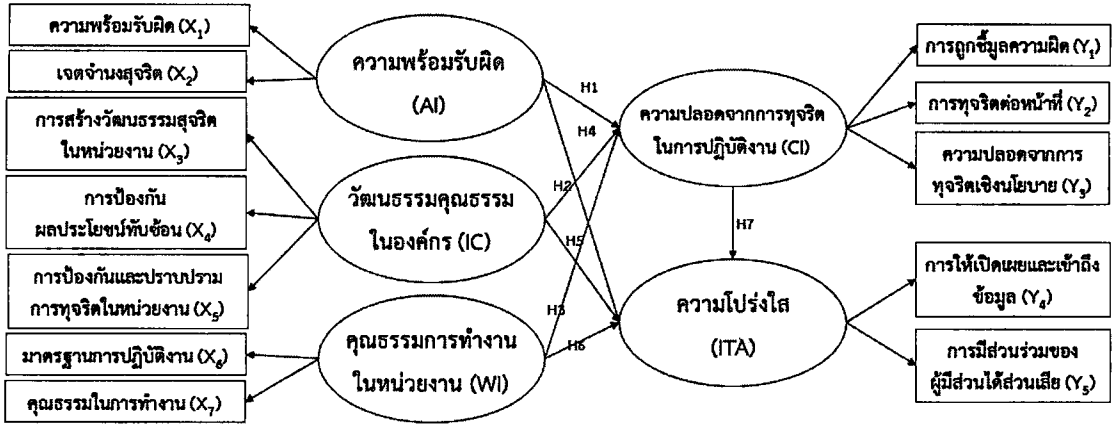 ความพร้อมรับผิด (X1)
เจตจำนงสุจริต (X2)
การสร้างวัฒนธรรมสุจริต
ในหน่วยงาน (X3)
การป้องกัน
ผลประโยชน์ทับซ้อน (X4)
การป้องกันและปราบปราม
การทุจริตในหน่วยงาน (X5)
มาตรฐานการปฏิบัติงาน (X6)
คุณธรรมในการทำงาน (X7)
ความพร้อมรับผิด
(AI)
วัฒนธรรมคุณธรรม
ในองค์กร (IC)
คุณธรรมการทำงาน
ในหน่วยงาน (WI)
H1
H4
H2
H5
H3
H6
ความปลอดจากการทุจริต
ในการปฏิบัติงาน (CI)
H7
ความโปร่งใส
(ITA)
การถูกชี้มูลความผิด (Y1)
การทุจริตต่อหน้าที่ (Y2)
ความปลอดจากการ
ทุจริตเชิงนโยบาย (Y3)
การให้เปิดเผยและเข้าถึง
ข้อมูล (Y4)
การมีส่วนร่วมของ
ผู้มีส่วนได้ส่วนเสีย (Y5)